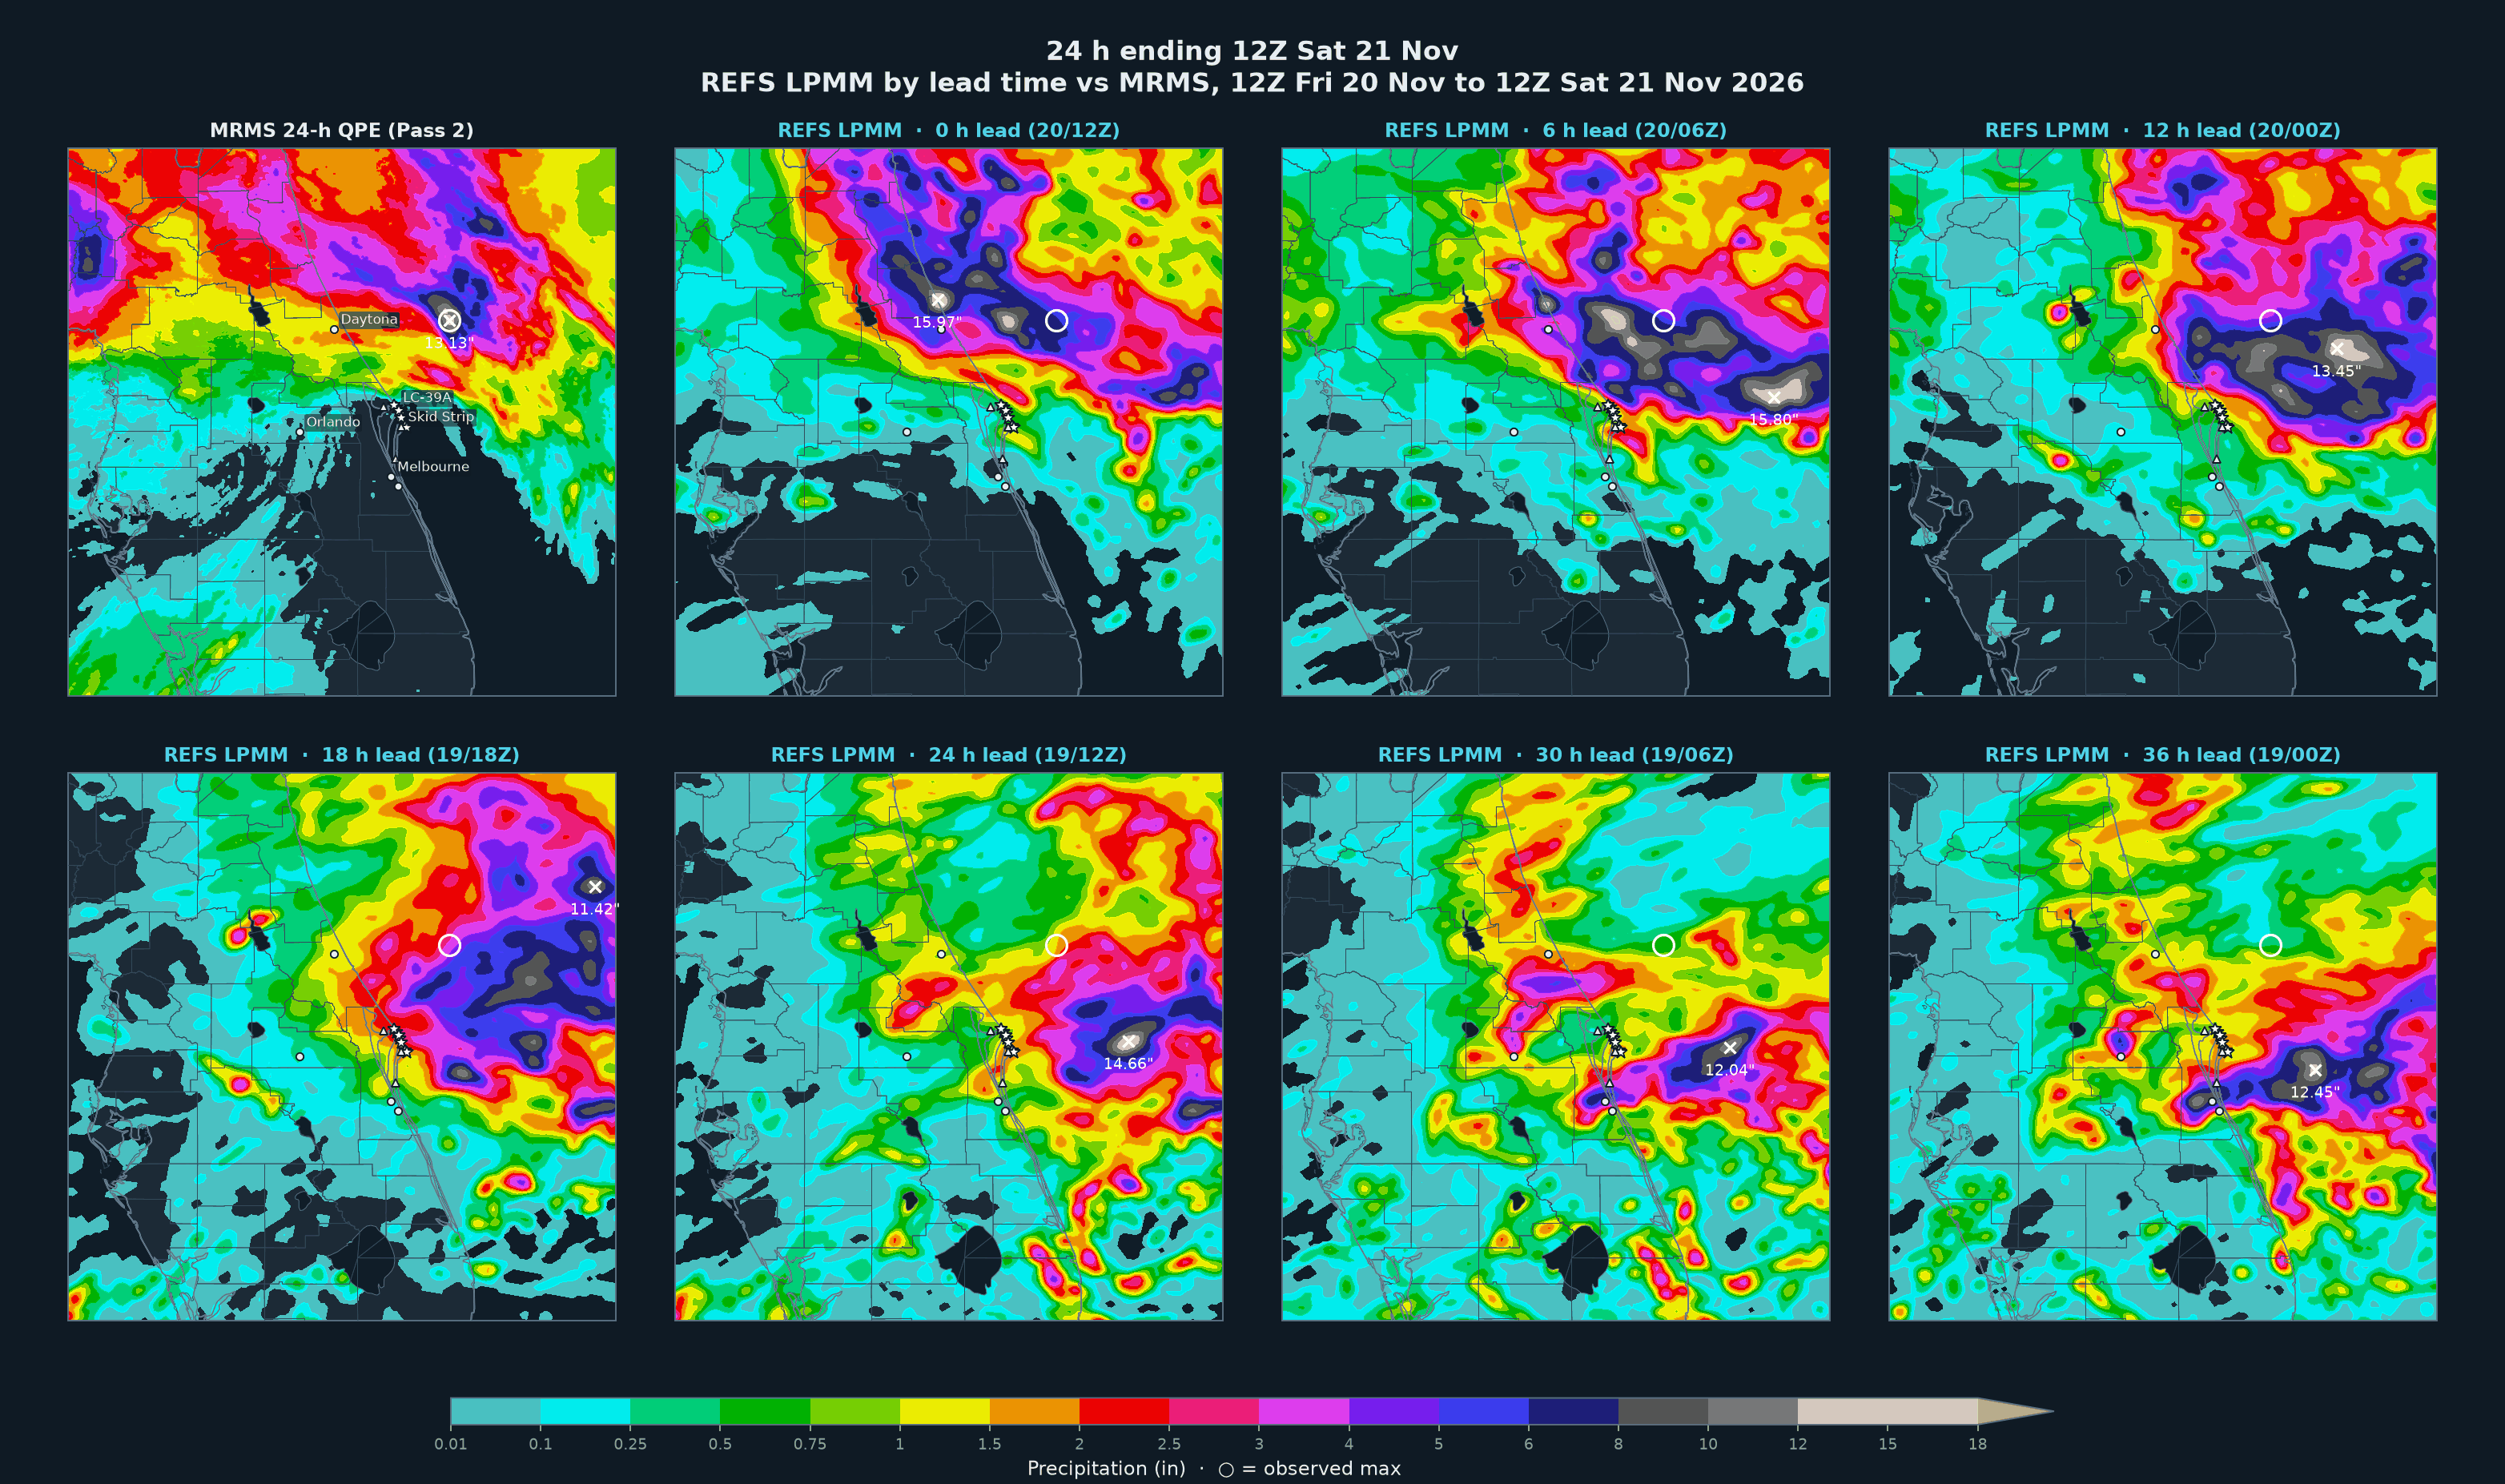 24 h ending 12Z Sat 21 Nov
REFS LPMM by lead time vs MRMS, 12Z Fri 20 Nov to 12Z Sat 21 Nov 2026
MRMS 24-h QPE (Pass 2)
REFS LPMM · 0 h lead (20/12Z)
REFS LPMM · 6 h lead (20/06Z)
REFS LPMM · 12 h lead (20/00Z)
Daytona
13.13"
LC-39A
Skid Strip
Orlando
Melbourne
15.97"
15.80"
13.45"
REFS LPMM · 18 h lead (19/18Z)
REFS LPMM · 24 h lead (19/12Z)
REFS LPMM · 30 h lead (19/06Z)
REFS LPMM · 36 h lead (19/00Z)
11.42"
14.66"
12.04"
12.45"
0.01 0.1 0.25 0.5 0.75 1 1.5 2 2.5 3 4 5 6 8 10 12 15 18
Precipitation (in) · ○ = observed max